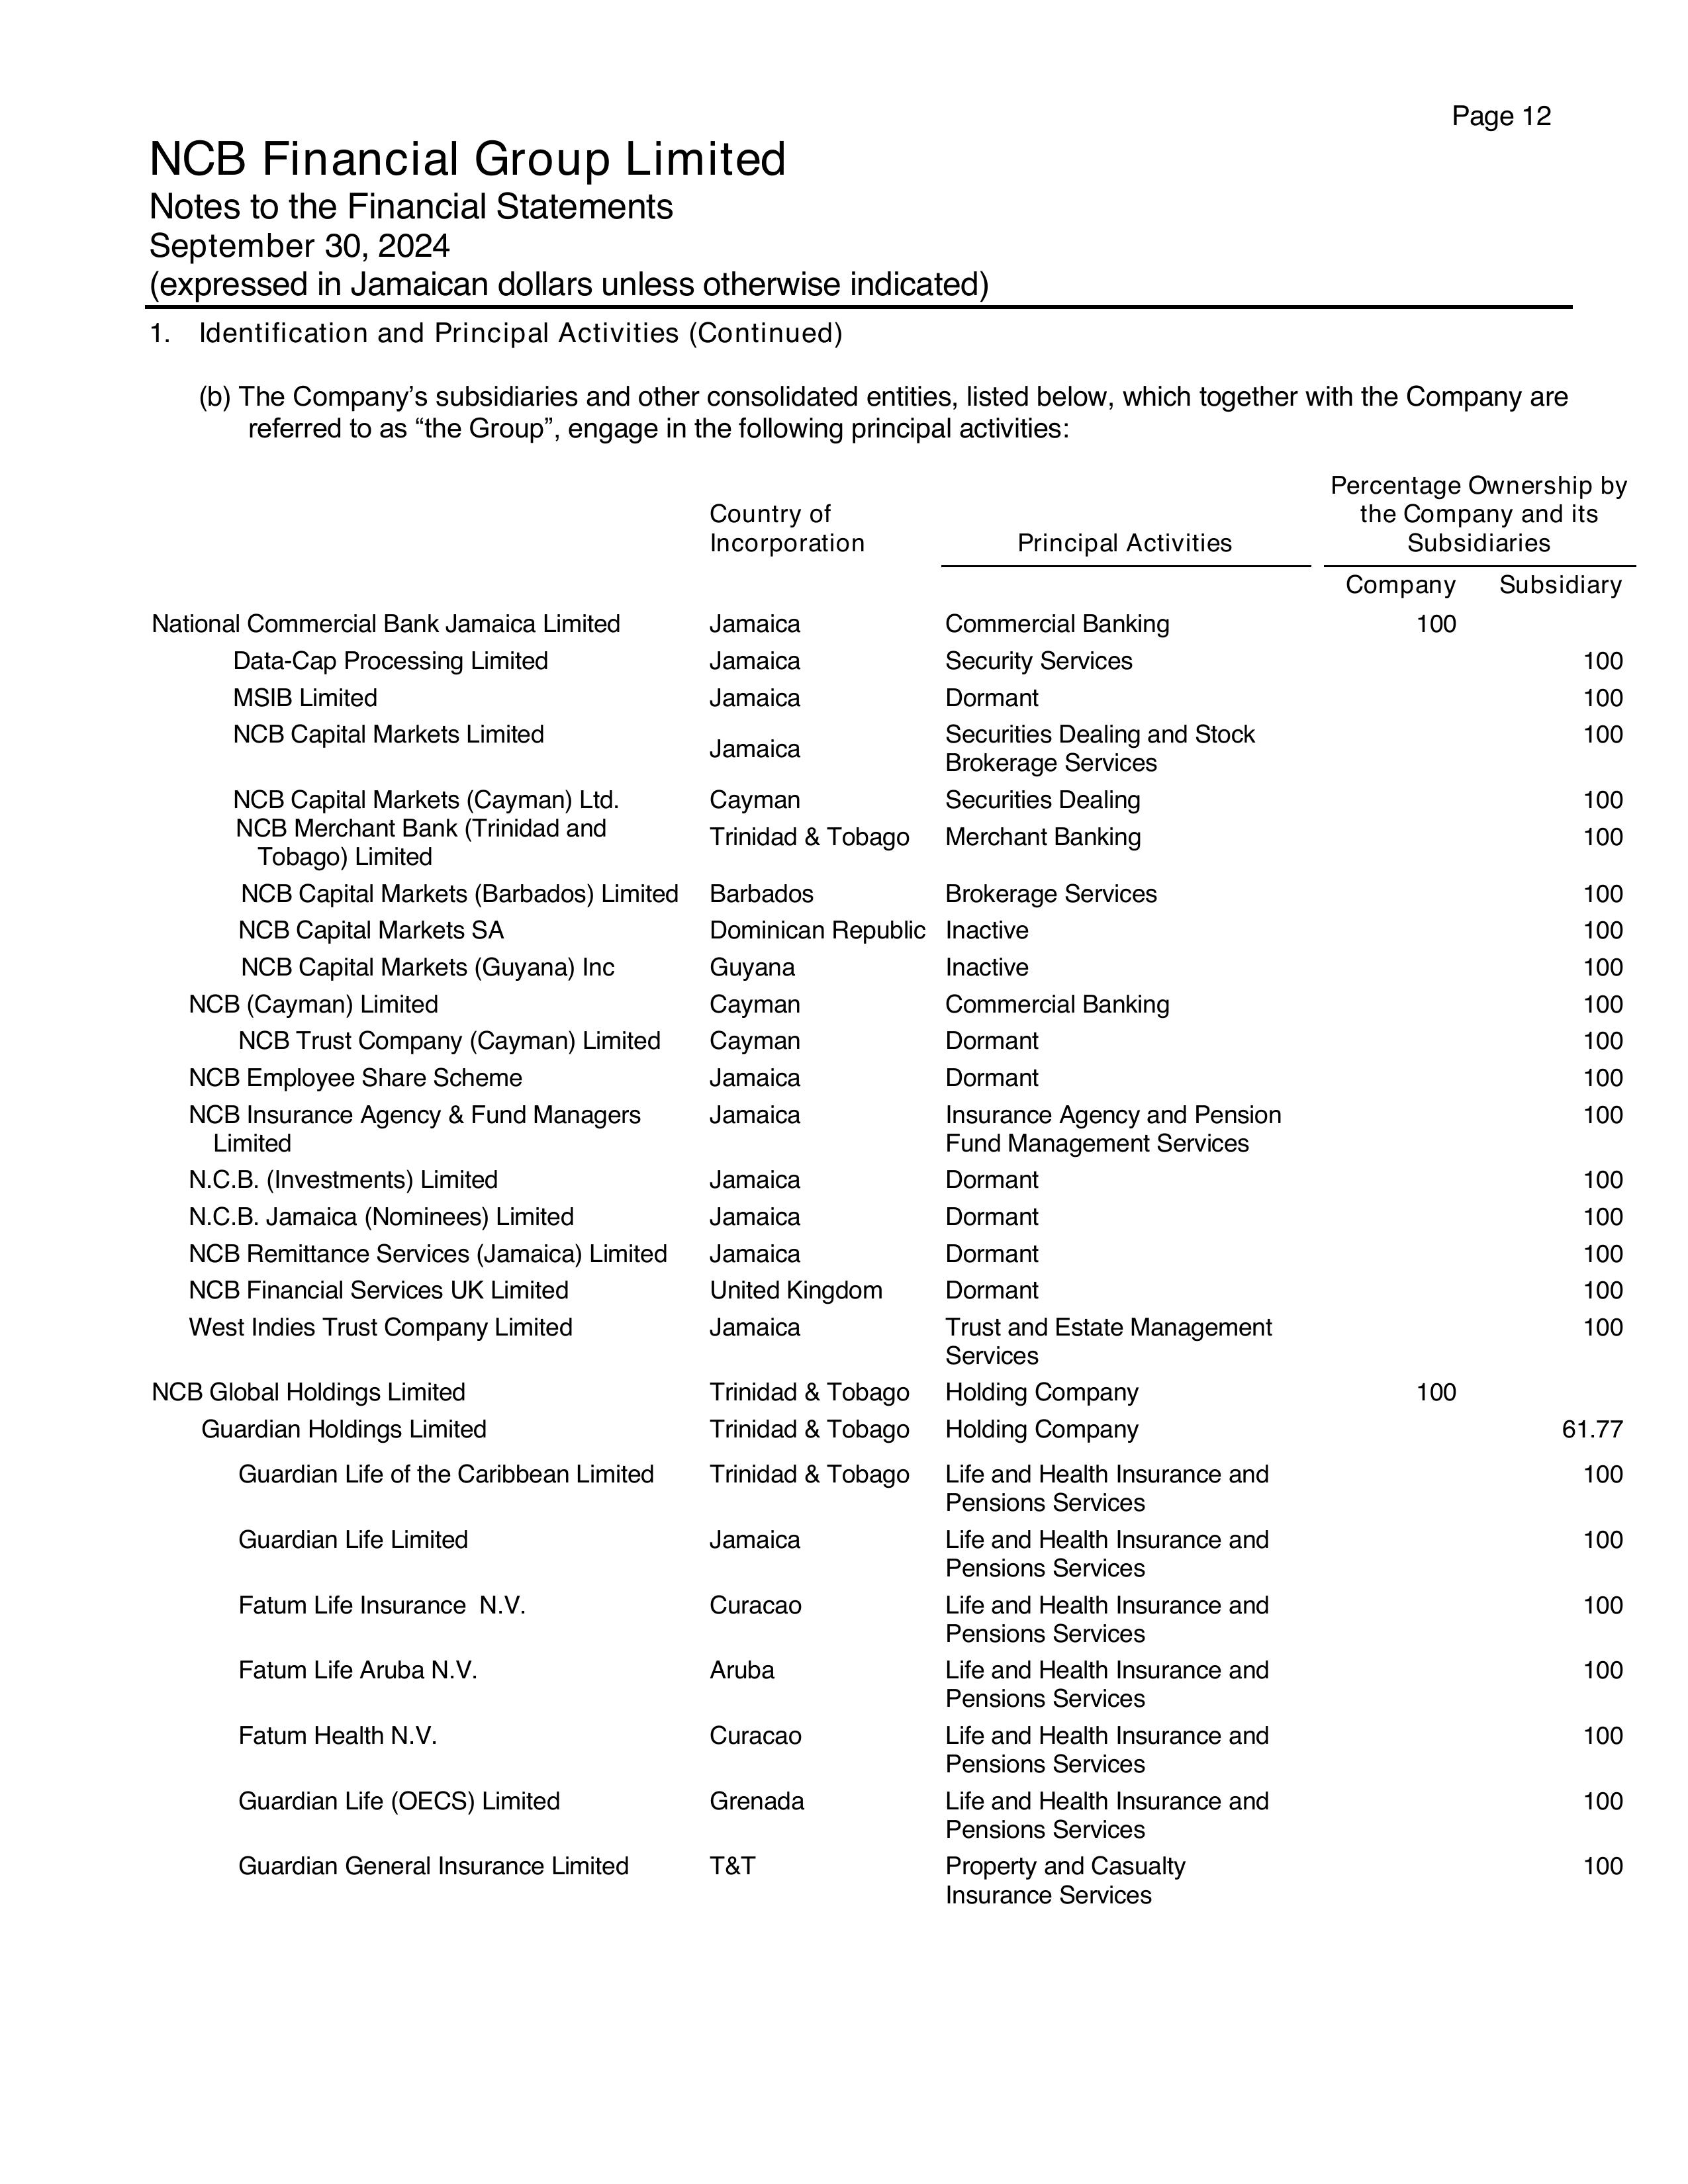 Page 12
NCB Financial Group Limited
Notes to the Financial Statements
September 30, 2024
(expressed in Jamaican dollars unless otherwise indicated)
1. Identification and Principal Activities (Continued)
(b) The Company’s subsidiaries and other consolidated entities, listed below, which together with the Company are
referred to as “the Group”, engage in the following principal activities:
Percentage Ownership by
Country of the Company and its
Incorporation Principal Activities Subsidiaries
Company Subsidiary
National Commercial Bank Jamaica Limited Jamaica Commercial Banking 100
Data-Cap Processing Limited Jamaica Security Services 100
MSIB Limited Jamaica Dormant 100
NCB Capital Markets Limited Jamaica Securities Dealing and Stock 100
Brokerage Services
NCB Capital Markets (Cayman) Ltd. Cayman Securities Dealing 100
NCB Merchant Bank (Trinidad and Trinidad & Tobago Merchant Banking 100
Tobago) Limited
NCB Capital Markets (Barbados) Limited Barbados Brokerage Services 100
NCB Capital Markets SA Dominican Republic Inactive 100
NCB Capital Markets (Guyana) Inc Guyana Inactive 100
NCB (Cayman) Limited Cayman Commercial Banking 100
NCB Trust Company (Cayman) Limited Cayman Dormant 100
NCB Employee Share Scheme Jamaica Dormant 100
NCB Insurance Agency & Fund Managers Jamaica Insurance Agency and Pension 100
Limited Fund Management Services
N.C.B. (Investments) Limited Jamaica Dormant 100
N.C.B. Jamaica (Nominees) Limited Jamaica Dormant 100
NCB Remittance Services (Jamaica) Limited Jamaica Dormant 100
NCB Financial Services UK Limited United Kingdom Dormant 100
West Indies Trust Company Limited Jamaica Trust and Estate Management 100
Services
NCB Global Holdings Limited Trinidad & Tobago Holding Company 100
Guardian Holdings Limited Trinidad & Tobago Holding Company 61.77
Guardian Life of the Caribbean Limited Trinidad & Tobago Life and Health Insurance and 100
Pensions Services
Guardian Life Limited Jamaica Life and Health Insurance and 100
Pensions Services
Fatum Life Insurance N.V. Curacao Life and Health Insurance and 100
Pensions Services
Fatum Life Aruba N.V. Aruba Life and Health Insurance and 100
Pensions Services
Fatum Health N.V. Curacao Life and Health Insurance and 100
Pensions Services
Guardian Life (OECS) Limited Grenada Life and Health Insurance and 100
Pensions Services
Guardian General Insurance Limited T&T Property and Casualty 100
Insurance Services